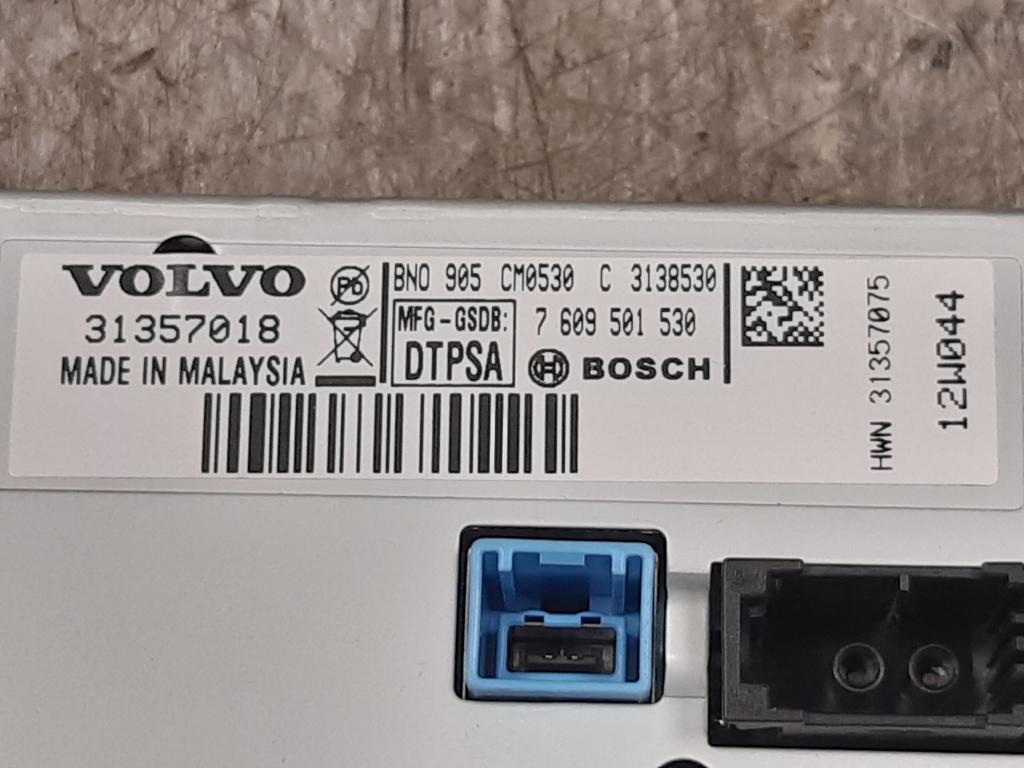 VOLVO
31357018
MADE IN MALAYSIA
Pb
BNO 905 CM0530 C 3138530
MFG-GSDB: 7 609 501 530
DTPSA BOSCH
HWN 31357075
12W044